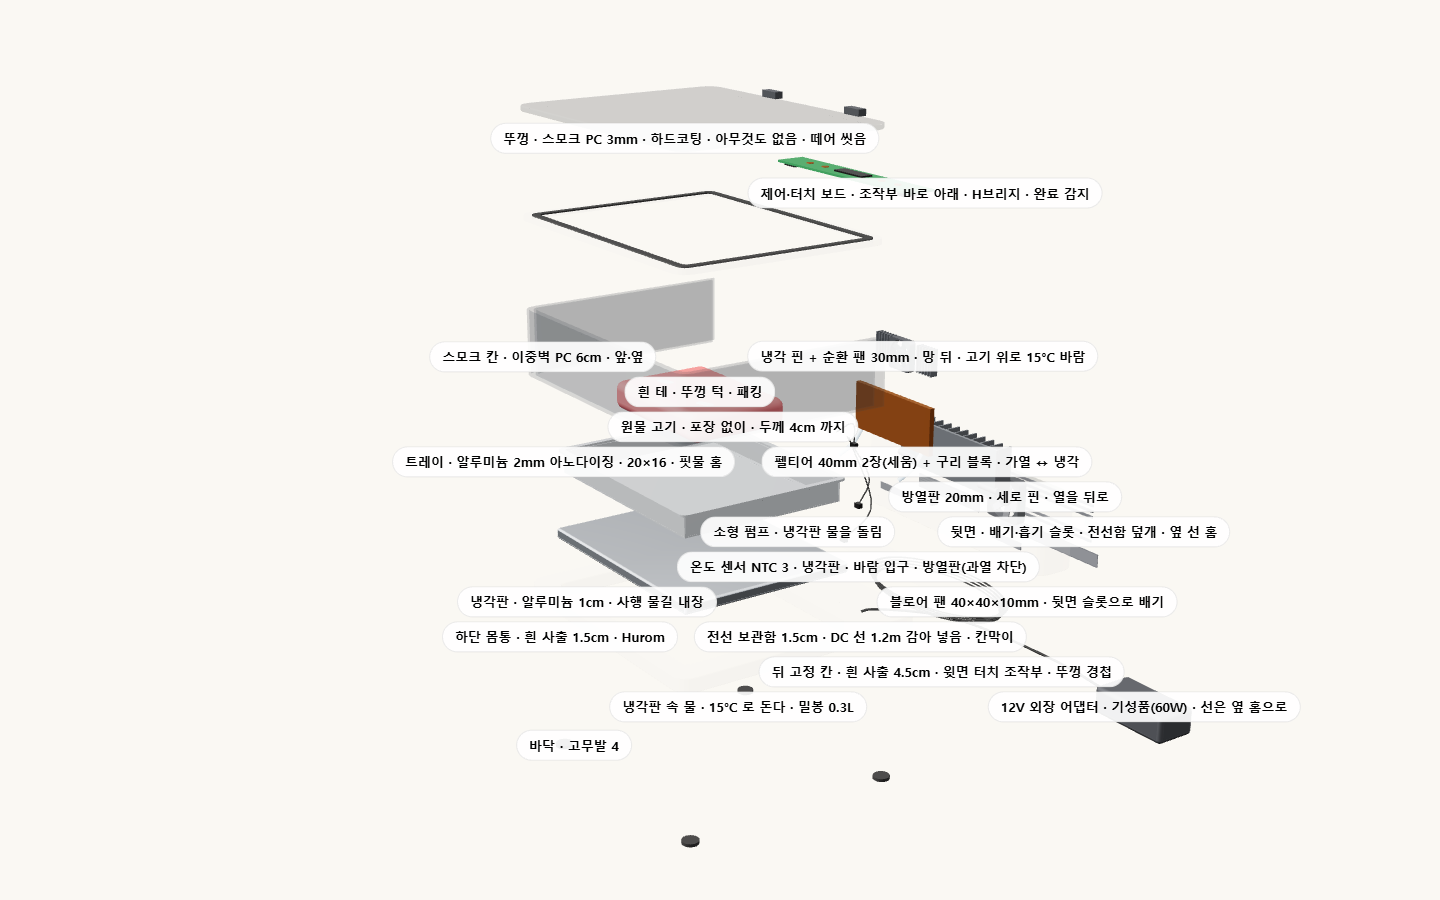 뚜껑 · 스모크 PC 3mm · 하드코팅 · 아무것도 없음 · 떼어 씻음
제어·터치 보드 · 조작부 바로 아래 · H브리지 · 완료 감지
스모크 칸 · 이중벽 PC 6cm · 앞·옆
냉각 핀 + 순환 팬 30mm · 망 뒤 · 고기 위로 15°C 바람
흰 테 · 뚜껑 턱 · 패킹
원물 고기 · 포장 없이 · 두께 4cm 까지
트레이 · 알루미늄 2mm 아노다이징 · 20×16 · 핏물 홈
펠티어 40mm 2장(세움) + 구리 블록 · 가열 ↔ 냉각
방열판 20mm · 세로 핀 · 열을 뒤로
소형 펌프 · 냉각판 물을 돌림
뒷면 · 배기·흡기 슬롯 · 전선함 덮개 · 옆 선 홈
온도 센서 NTC 3 · 냉각판 · 바람 입구 · 방열판(과열 차단)
냉각판 · 알루미늄 1cm · 사행 물길 내장
블로어 팬 40×40×10mm · 뒷면 슬롯으로 배기
하단 몸통 · 흰 사출 1.5cm · Hurom
전선 보관함 1.5cm · DC 선 1.2m 감아 넣음 · 칸막이
뒤 고정 칸 · 흰 사출 4.5cm · 윗면 터치 조작부 · 뚜껑 경첩
냉각판 속 물 · 15°C 로 돈다 · 밀봉 0.3L
12V 외장 어댑터 · 기성품(60W) · 선은 옆 홈으로
바닥 · 고무발 4